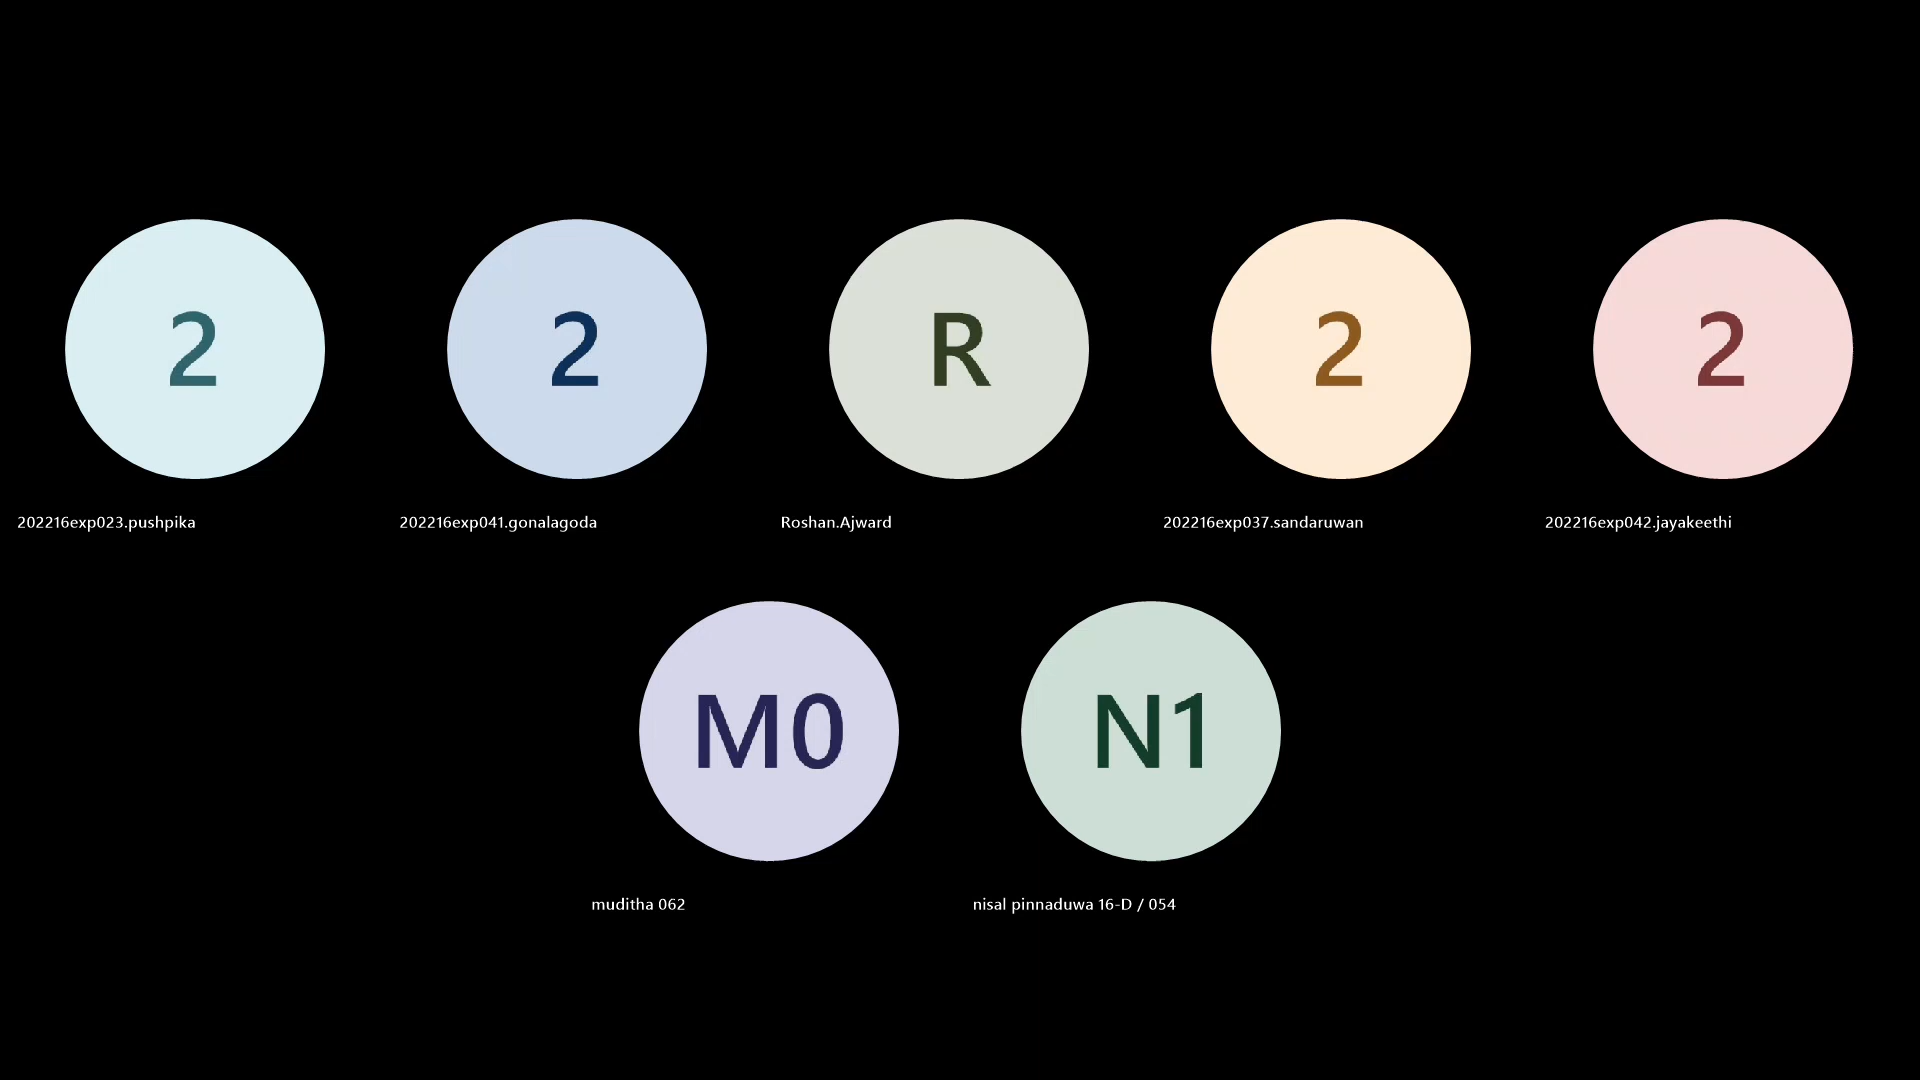 2
2
R
2
2
202216exp023.pushpika
202216exp041.gonalagoda
Roshan.Ajward
202216exp037.sandaruwan
202216exp042.jayakeethi
M0
N1
muditha 062
nisal pinnaduwa 16-D / 054